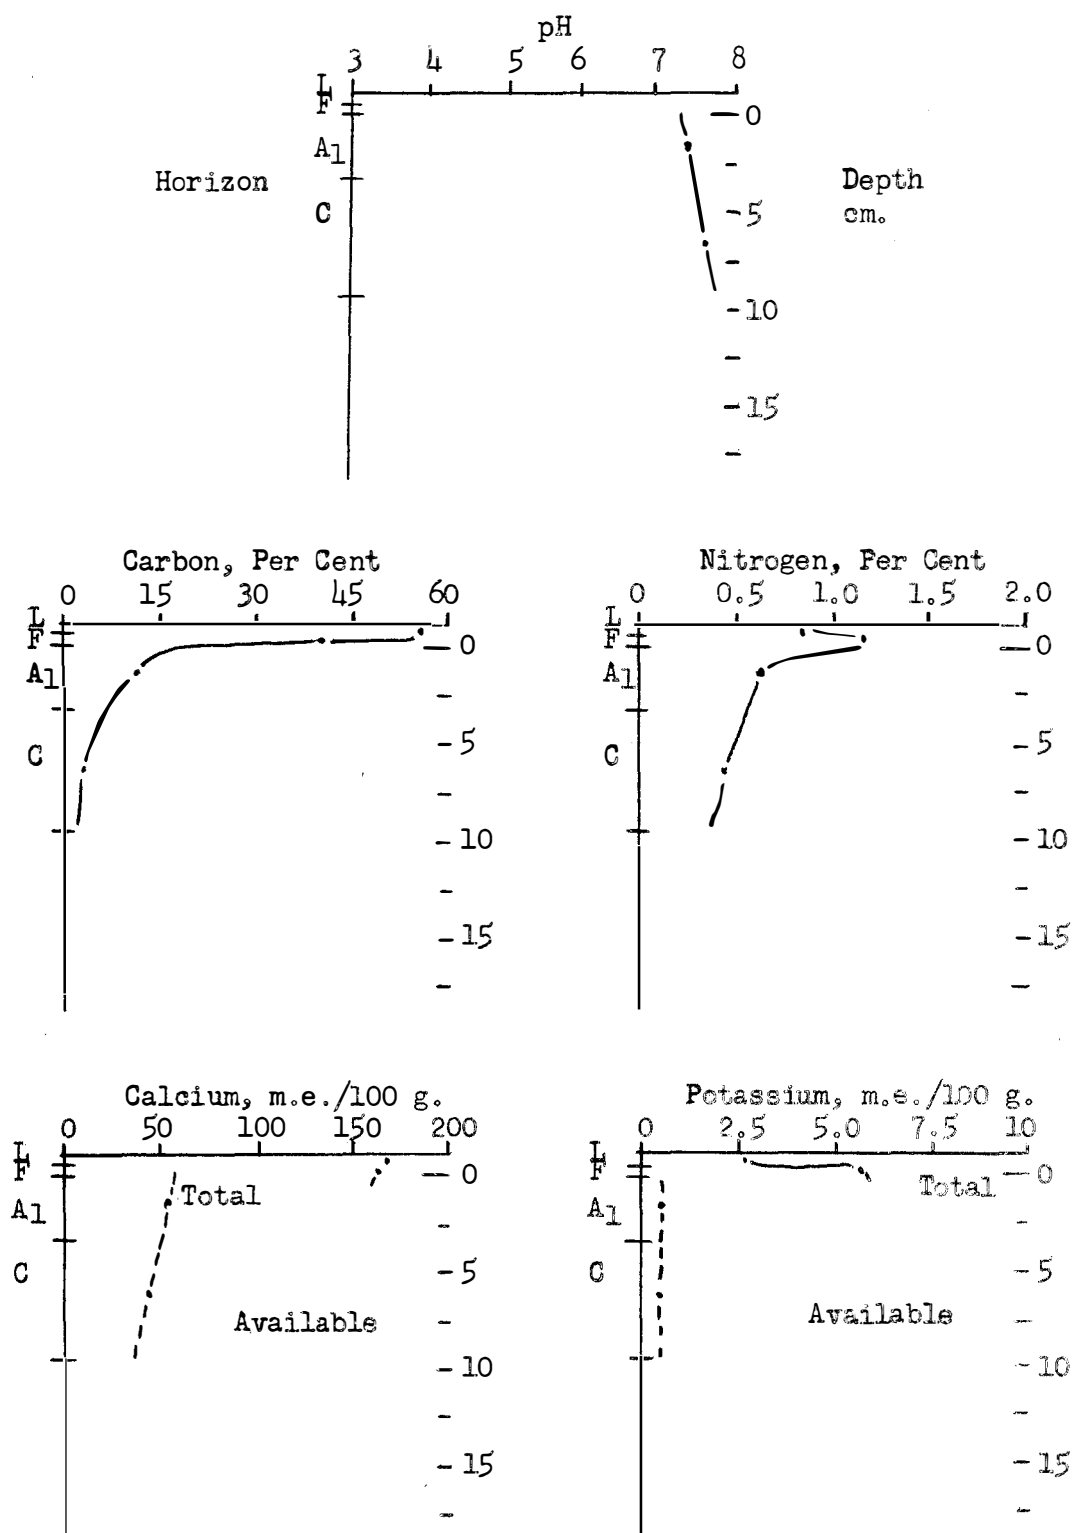 pH
3 4 5 6 7 8
L
F
0
A1
Horizon
Depth
cm.
C
5
10
15
Carbon, Per Cent
0 15 30 45 60
L
F
0
A1
5
C
10
15
Nitrogen, Per Cent
0 0.5 1.0 1.5 2.0
L
F
0
A1
5
C
10
15
Calcium, m.e./100 g.
0 50 100 150 200
L
F
0
Total
A1
C
5
Available
10
15
Potassium, m.e./100 g.
0 2.5 5.0 7.5 10
L
F
0
Total
A1
C
5
Available
10
15